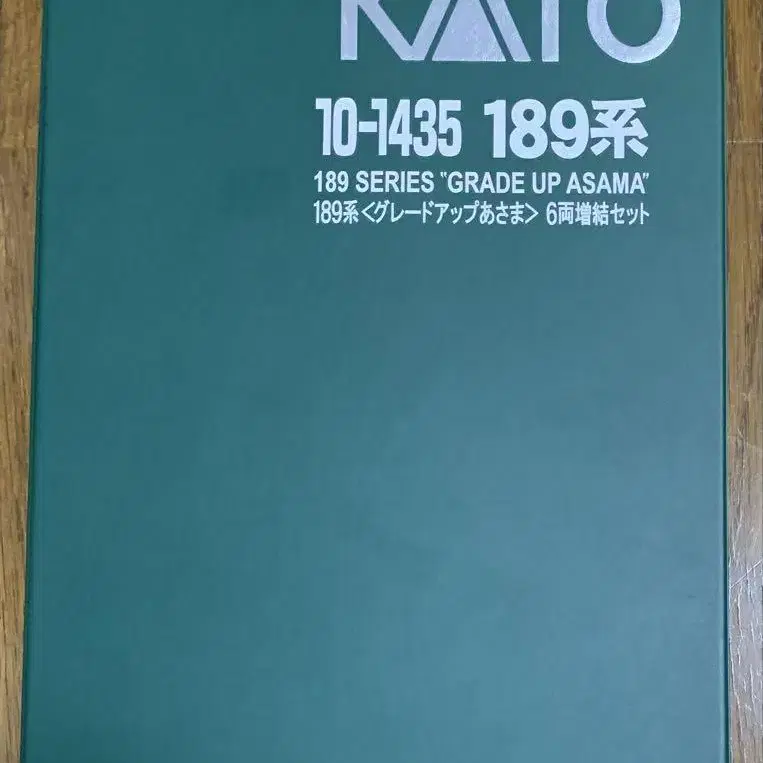 KATO
10-1435 189系
189 SERIES "GRADE UP ASAMA"
189系<グレードアップあさま> 6両増結セット